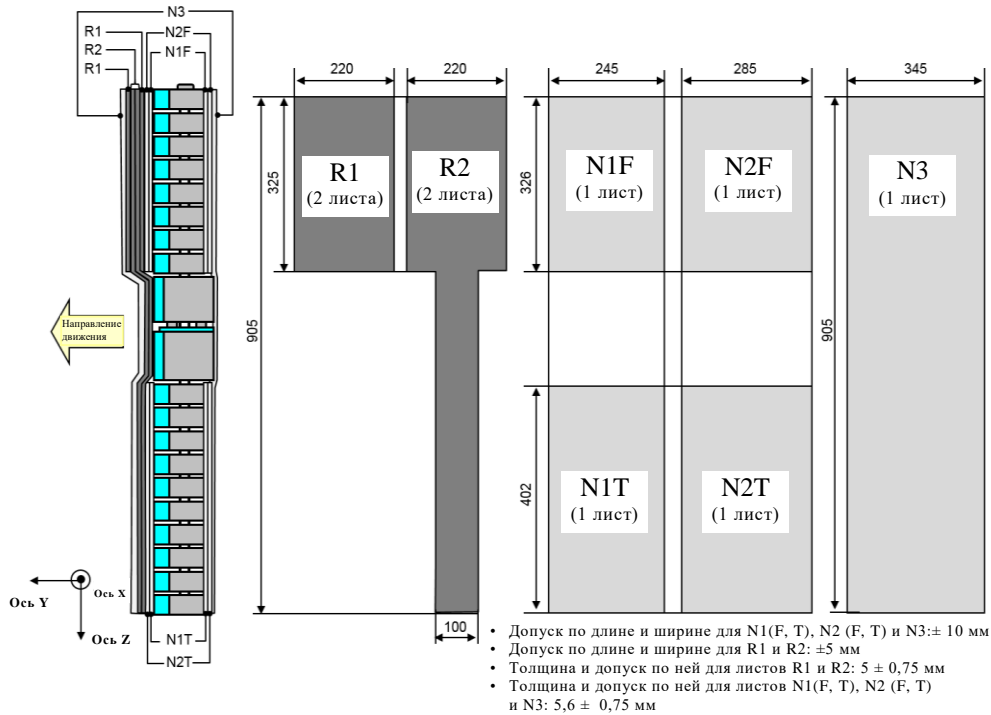 N3
R1
N2F
R2
N1F
R1
220
220
245
285
345
R1
(2 листа)
R2
(2 листа)
N1F
(1 лист)
N2F
(1 лист)
N3
(1 лист)
325
326
Направление
движения
905
905
402
N1T
(1 лист)
N2T
(1 лист)
Ось Y
Ось X
Ось Z
N1T
N2T
100
• Допуск по длине и ширине для N1(F, T), N2 (F, T) и N3:± 10 мм
• Допуск по длине и ширине для R1 и R2: ±5 мм
• Толщина и допуск по ней для листов R1 и R2: 5 ± 0,75 мм
• Толщина и допуск по ней для листов N1(F, T), N2 (F, T)
и N3: 5,6 ± 0,75 мм